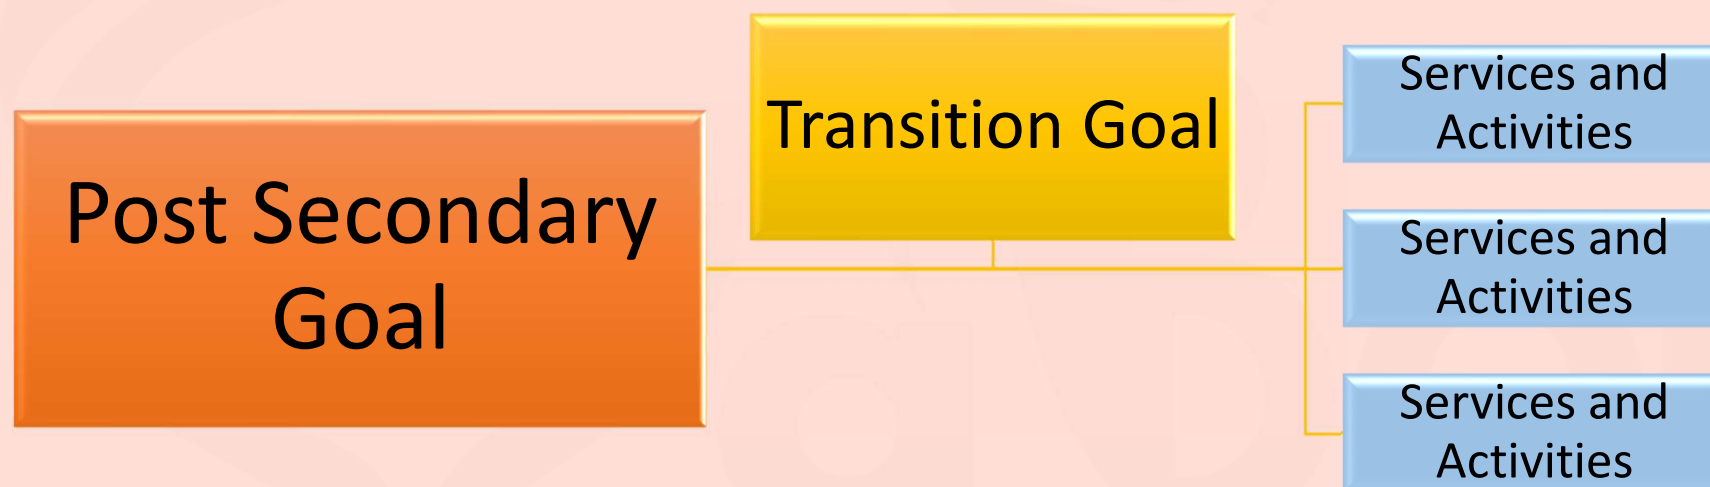 Post Secondary
Goal
Transition Goal
Services and
Activities
Services and
Activities
Services and
Activities